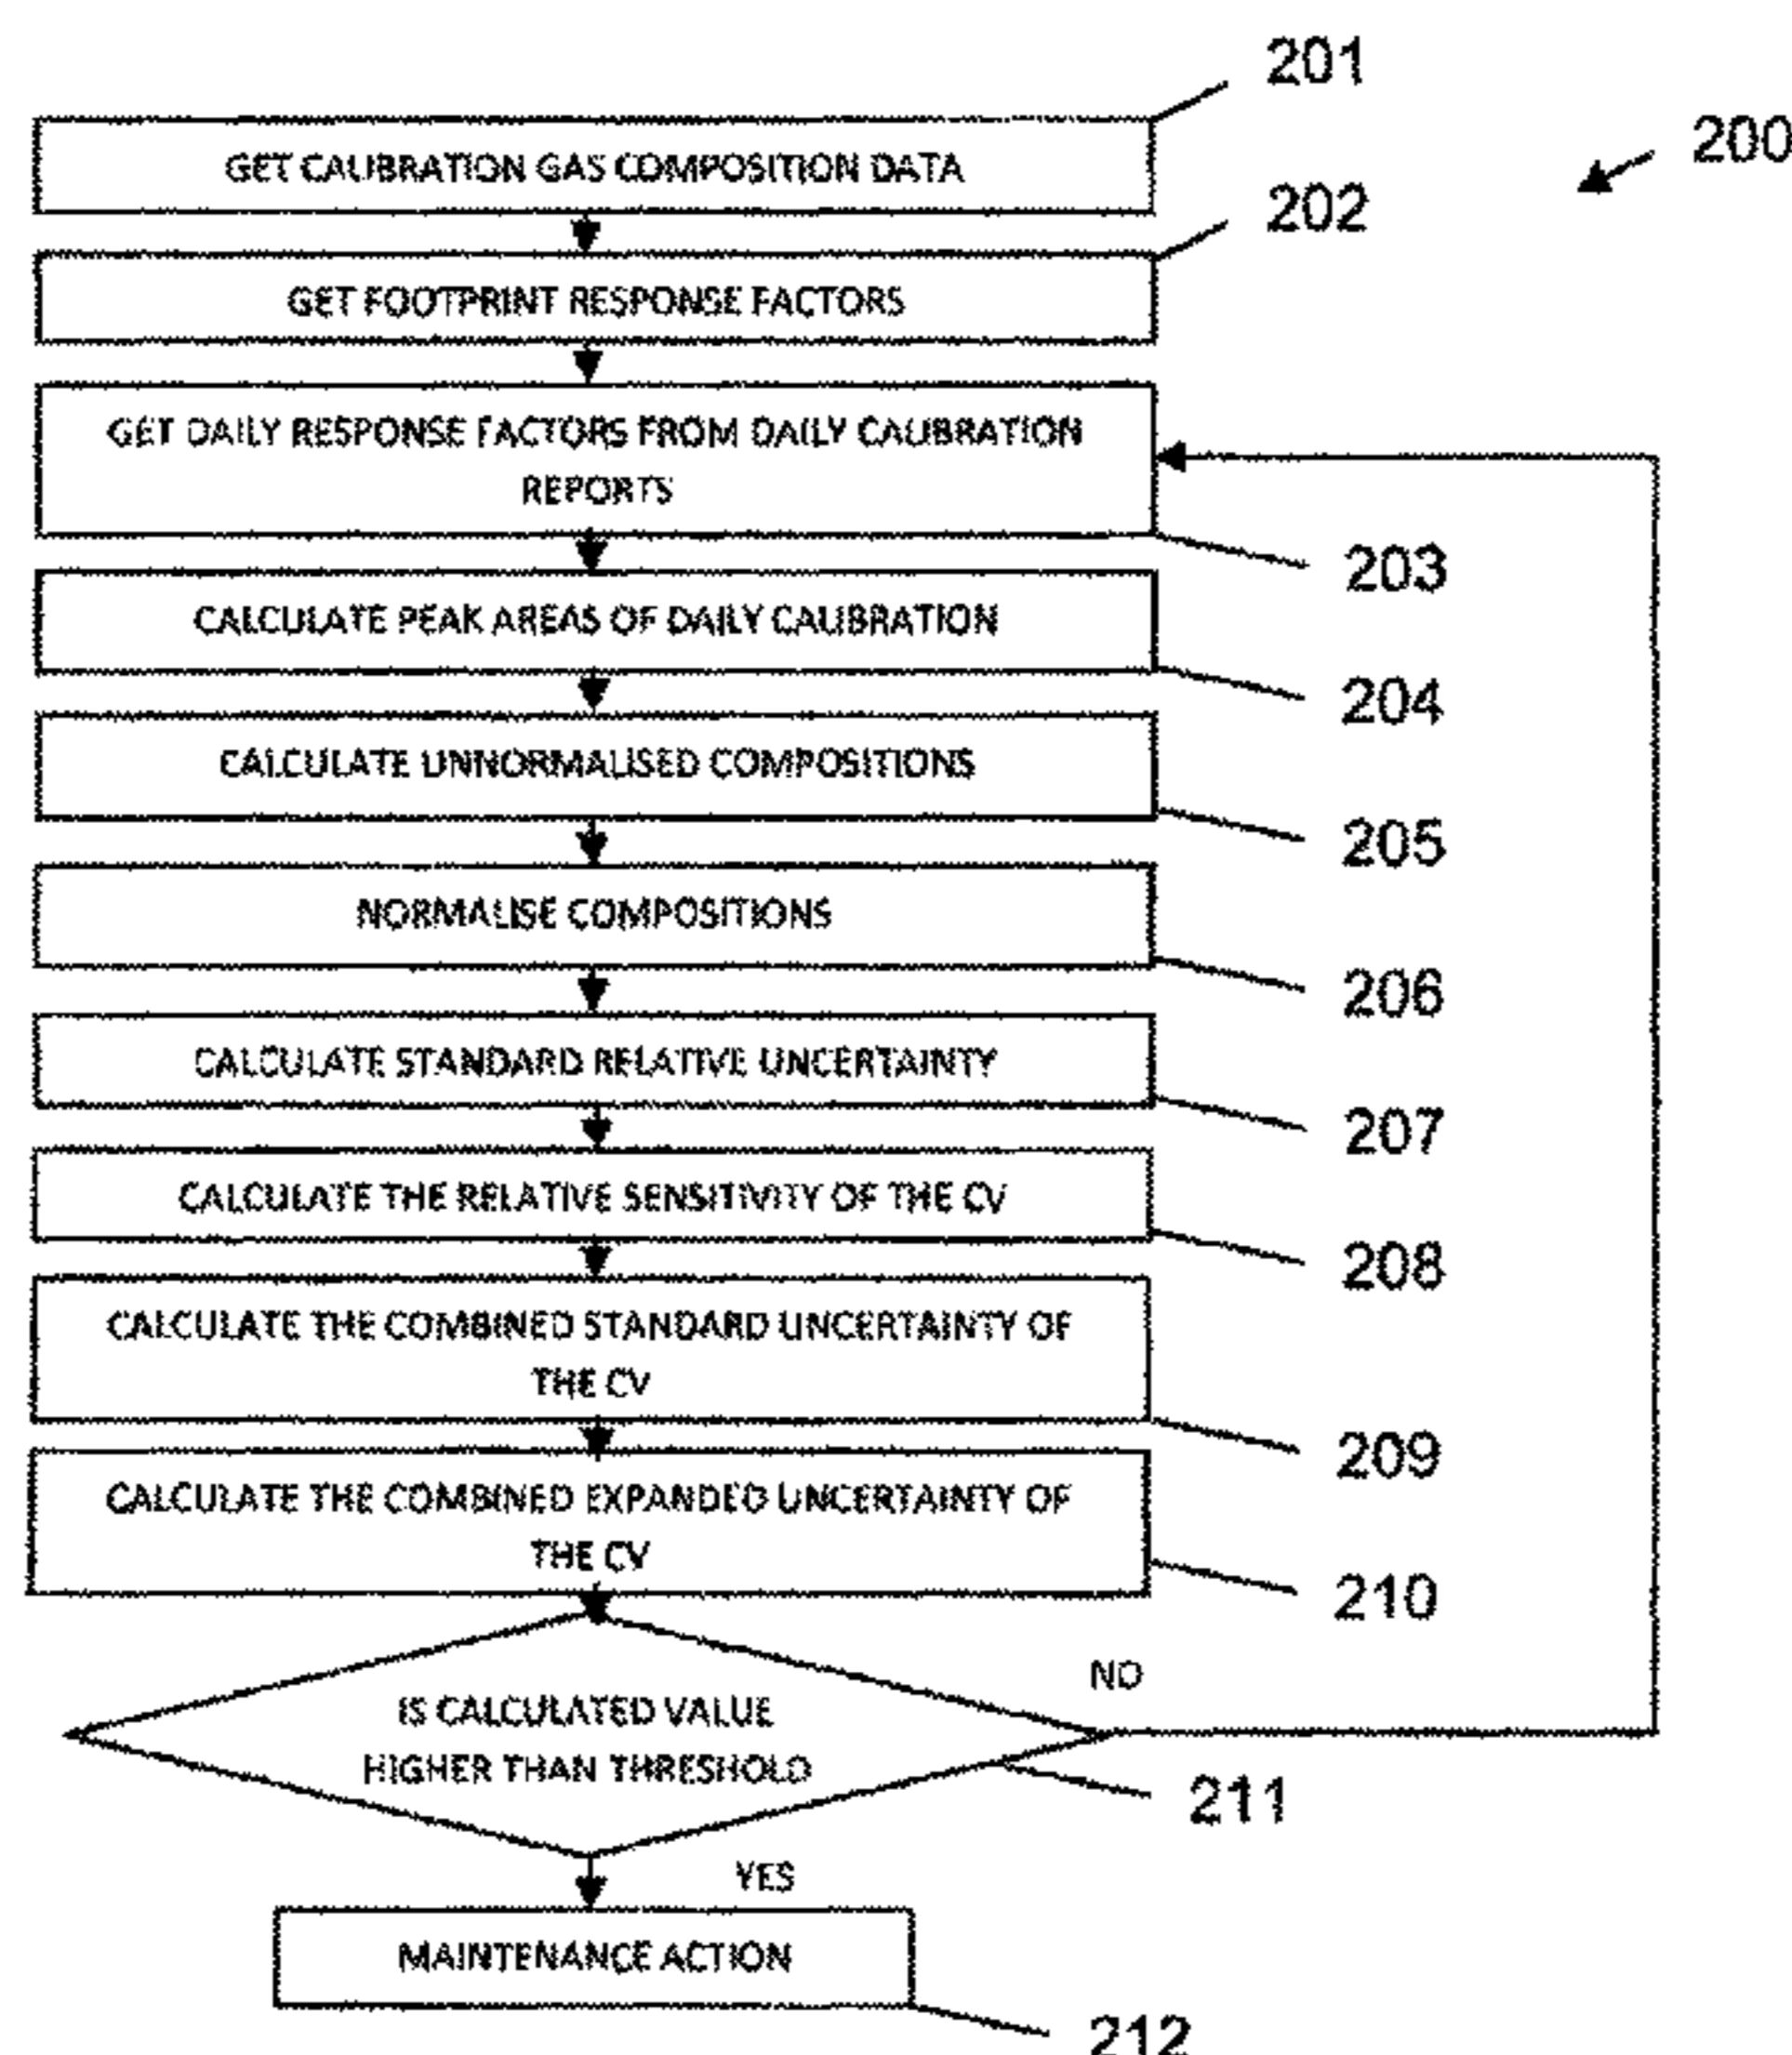 201
200
GET CALIBRATION GAS COMPOSITION DATA
202
GET FOOTPRINT RESPONSE FACTORS
GET DAILY RESPONSE FACTORS FROM DAILY CALIBRATION
REPORTS
203
CALCULATE PEAK AREAS OF DAILY CALIBRATION
204
CALCULATE UNNORMALISED COMPOSITIONS
205
NORMALISE COMPOSITIONS
206
CALCULATE STANDARD RELATIVE UNCERTAINTY
207
CALCULATE THE RELATIVE SENSITIVITY OF THE CV
208
CALCULATE THE COMBINED STANDARD UNCERTAINTY OF
THE CV
209
CALCULATE THE COMBINED EXPANDED UNCERTAINTY OF
THE CV
210
NO
IS CALCULATED VALUE
HIGHER THAN THRESHOLD
211
YES
MAINTENANCE ACTION
212